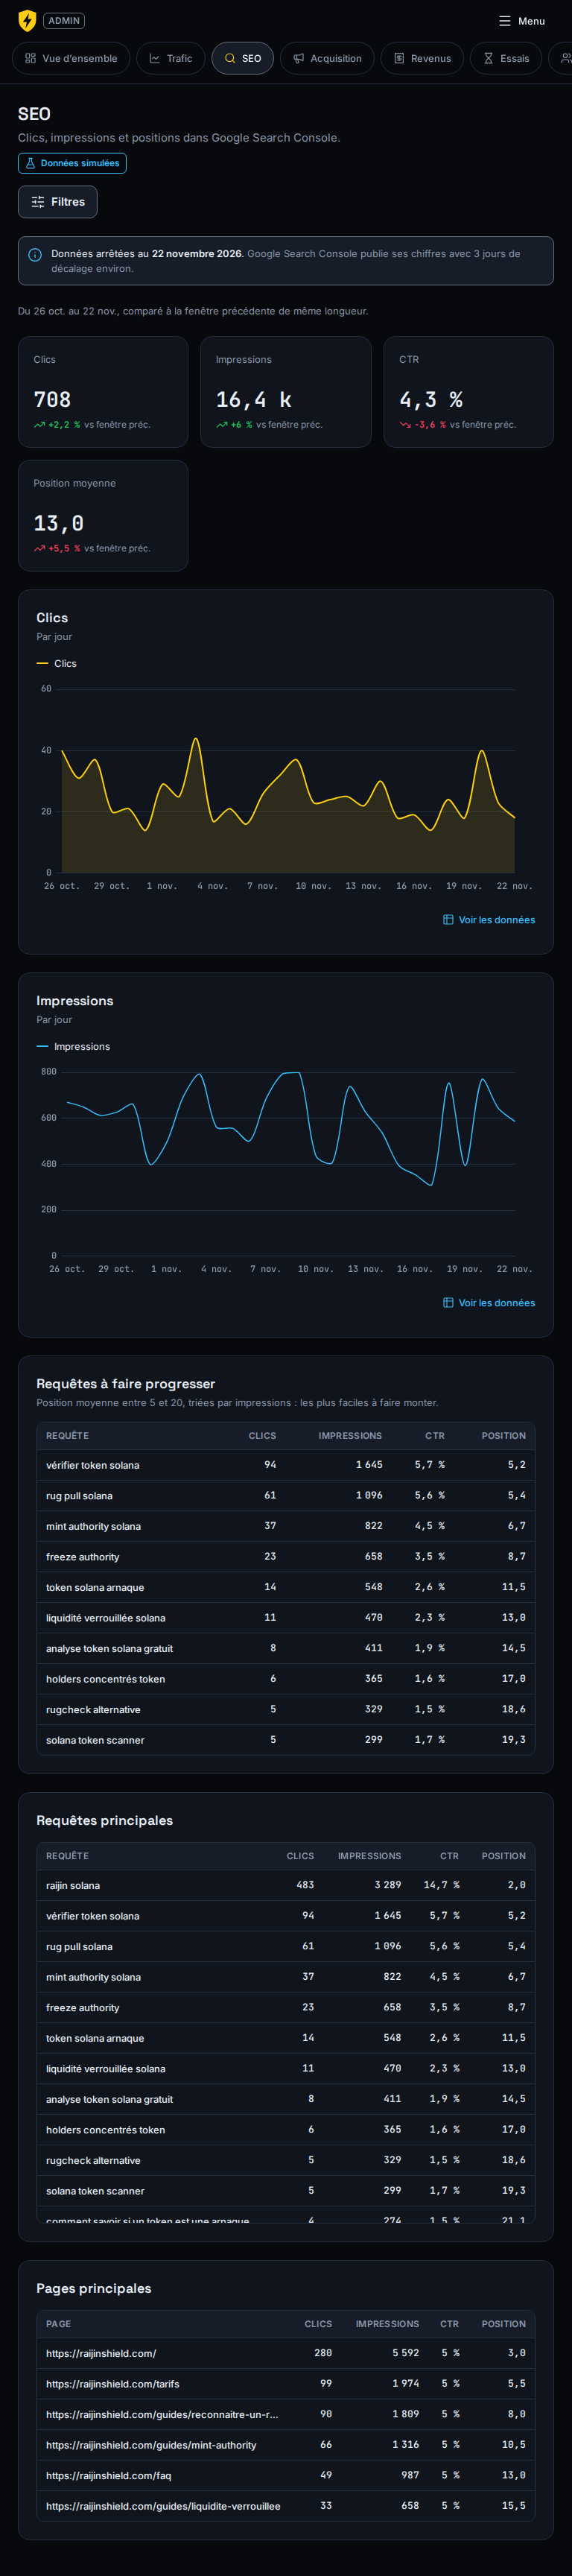 ADMIN
Menu
Vue d'ensemble
Trafic
SEO
Acquisition
Revenus
Essais
SEO
Clics, impressions et positions dans Google Search Console.
Données simulées
Filtres
Données arrêtées au 22 novembre 2026. Google Search Console publie ses chiffres avec 3 jours de
décalage environ.
Du 26 oct. au 22 nov., comparé à la fenêtre précédente de même longueur.
Clics
708
+2,2 % vs fenêtre préc.
Impressions
16,4 k
+6 % vs fenêtre préc.
CTR
4,3 %
-3,6 % vs fenêtre préc.
Position moyenne
13,0
+5,5 % vs fenêtre préc.
Clics
Par jour
Clics
60
40
20
0
26 oct. 29 oct. 1 nov. 4 nov. 7 nov. 10 nov. 13 nov. 16 nov. 19 nov. 22 nov.
Voir les données
Impressions
Par jour
Impressions
800
600
400
200
0
26 oct. 29 oct. 1 nov. 4 nov. 7 nov. 10 nov. 13 nov. 16 nov. 19 nov. 22 nov.
Voir les données
Requêtes à faire progresser
Position moyenne entre 5 et 20, triées par impressions : les plus faciles à faire monter.
REQUÊTE CLICS IMPRESSIONS CTR POSITION
vérifier token solana 94 1 645 5,7 % 5,2
rug pull solana 61 1 096 5,6 % 5,4
mint authority solana 37 822 4,5 % 6,7
freeze authority 23 658 3,5 % 8,7
token solana arnaque 14 548 2,6 % 11,5
liquidité verrouillée solana 11 470 2,3 % 13,0
analyse token solana gratuit 8 411 1,9 % 14,5
holders concentrés token 6 365 1,6 % 17,0
rugcheck alternative 5 329 1,5 % 18,6
solana token scanner 5 299 1,7 % 19,3
Requêtes principales
REQUÊTE CLICS IMPRESSIONS CTR POSITION
raijin solana 483 3 289 14,7 % 2,0
vérifier token solana 94 1 645 5,7 % 5,2
rug pull solana 61 1 096 5,6 % 5,4
mint authority solana 37 822 4,5 % 6,7
freeze authority 23 658 3,5 % 8,7
token solana arnaque 14 548 2,6 % 11,5
liquidité verrouillée solana 11 470 2,3 % 13,0
analyse token solana gratuit 8 411 1,9 % 14,5
holders concentrés token 6 365 1,6 % 17,0
rugcheck alternative 5 329 1,5 % 18,6
solana token scanner 5 299 1,7 % 19,3
comment savoir si un token est une arnaque 4 274 1,5 % 21,1
Pages principales
PAGE CLICS IMPRESSIONS CTR POSITION
https://raijinshield.com/ 280 5 592 5 % 3,0
https://raijinshield.com/tarifs 99 1 974 5 % 5,5
https://raijinshield.com/guides/reconnaitre-un-r... 90 1 809 5 % 8,0
https://raijinshield.com/guides/mint-authority 66 1 316 5 % 10,5
https://raijinshield.com/faq 49 987 5 % 13,0
https://raijinshield.com/guides/liquidite-verrouillee 33 658 5 % 15,5